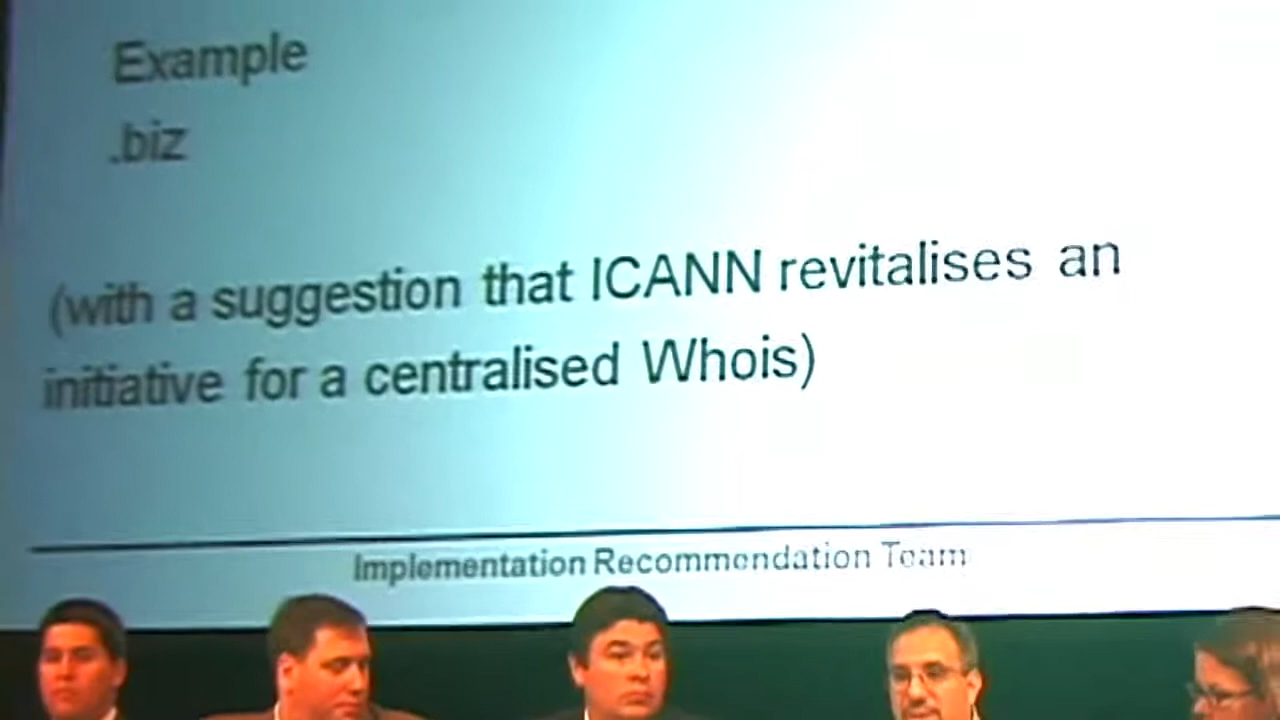 Example
.biz
(with a suggestion that ICANN revitalises an
initiative for a centralised Whois)
Implementation Recommendation Team